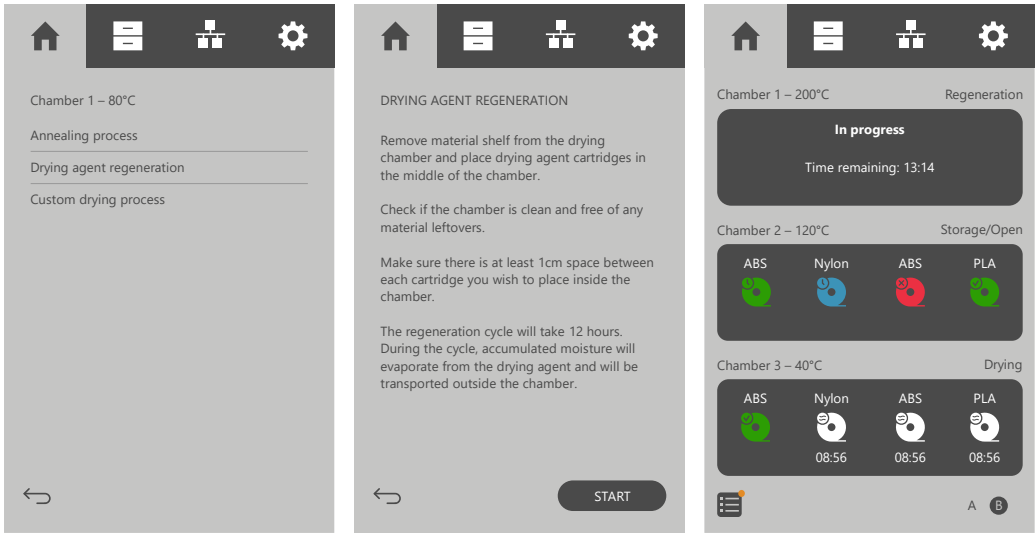 Chamber 1 – 80°C
Annealing process
Drying agent regeneration
Custom drying process
DRYING AGENT REGENERATION
Remove material shelf from the drying
chamber and place drying agent cartridges in
the middle of the chamber.
Check if the chamber is clean and free of any
material leftovers.
Make sure there is at least 1cm space between
each cartridge you wish to place inside the
chamber.
The regeneration cycle will take 12 hours.
During the cycle, accumulated moisture will
evaporate from the drying agent and will be
transported outside the chamber.
START
Chamber 1 – 200°C Regeneration
In progress
Time remaining: 13:14
Chamber 2 – 120°C Storage/Open
ABS Nylon ABS PLA
Chamber 3 – 40°C Drying
ABS Nylon ABS PLA
08:56 08:56 08:56
A B